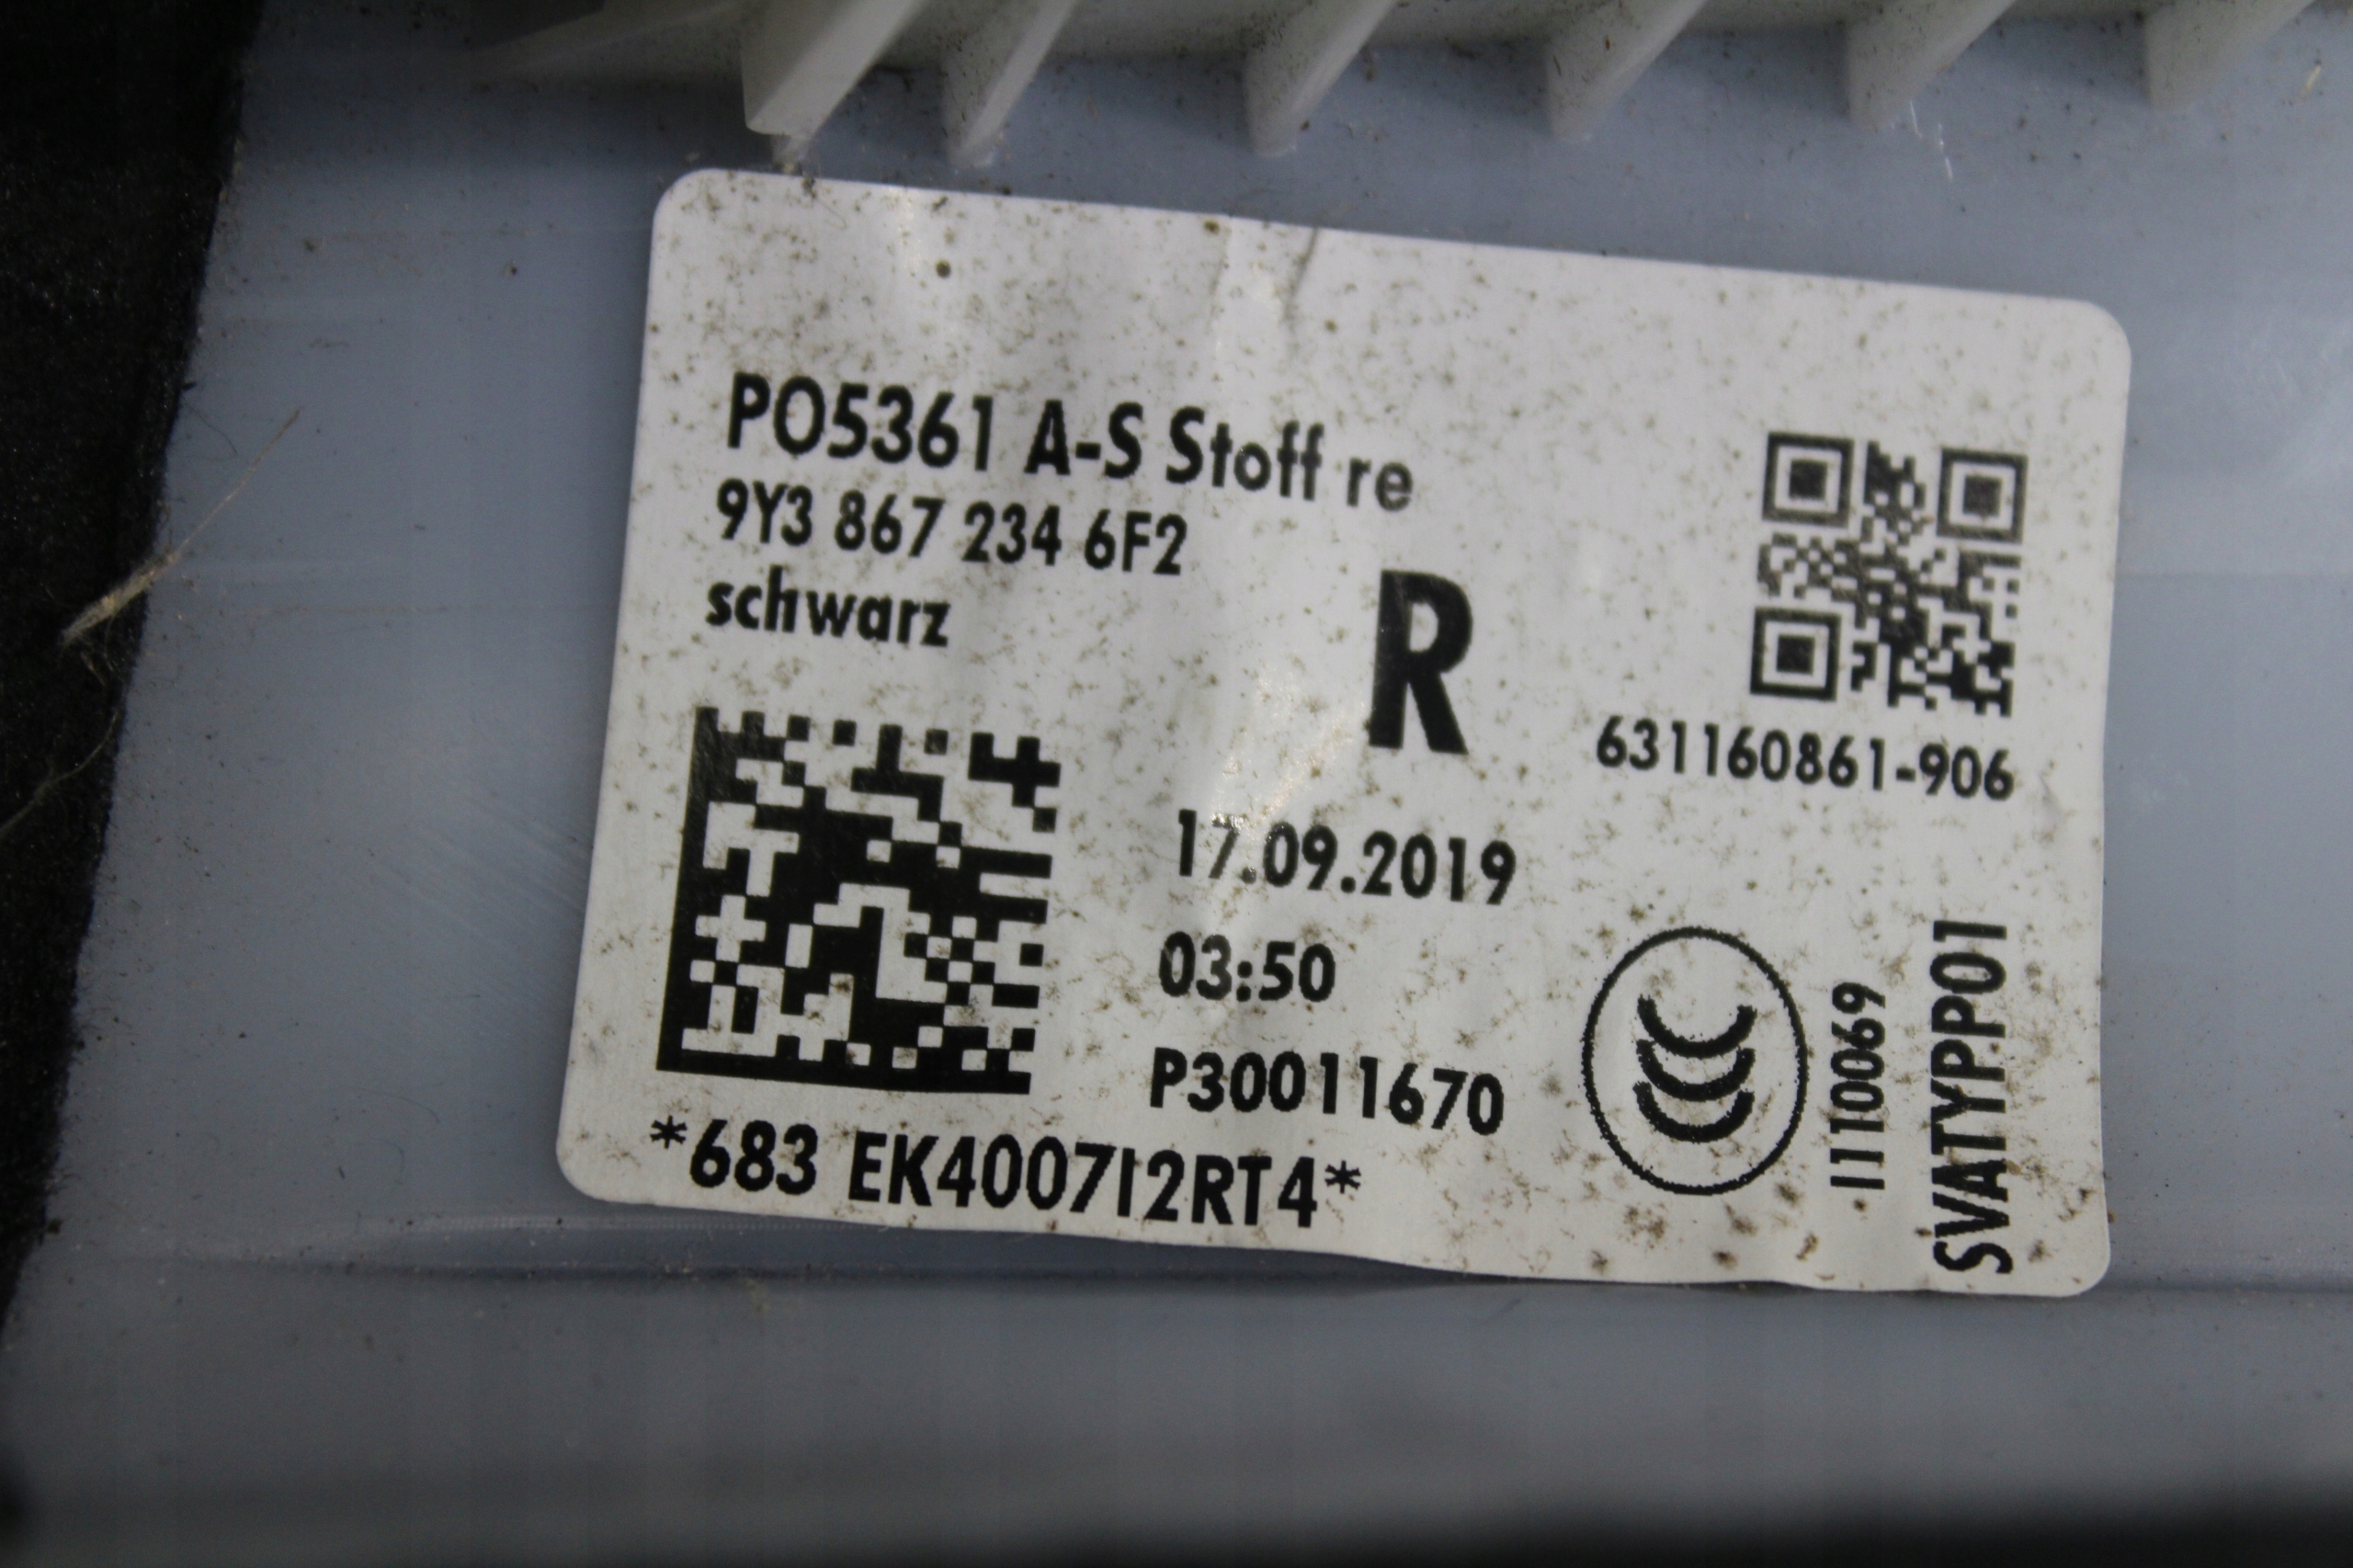 PO5361 A-S Stoff re
9Y3 867 234 6F2
schwarz
R
631160861-906
17.09.2019
03:50
P30011670
*683 EK4007I2RT4*
1110069
SVATYPP01